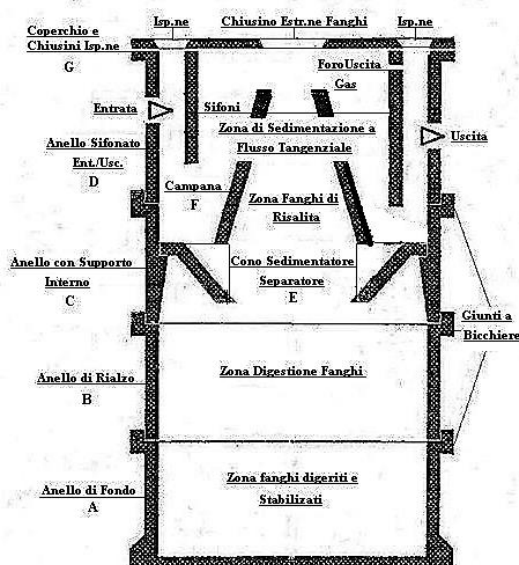 Isp.ne
Chiusino Estr.ne Fanghi
Isp.ne
Coperchio e
Chiusini Isp.ne
G
ForoUscita
Gas
Entrata
Sifoni
Zona di Sedimentazione a
Flusso Tangenziale
Uscita
Anello Sifonato
Ent./Usc.
D
Campana
F
Zona Fanghi di
Risalita
Anello con Supporto
Interno
C
Cono Sedimentatore
Separatore
E
Giunti a
Bicchiere
Anello di Rialzo
B
Zona Digestione Fanghi
Anello di Fondo
A
Zona fanghi digeriti e
Stabilizati